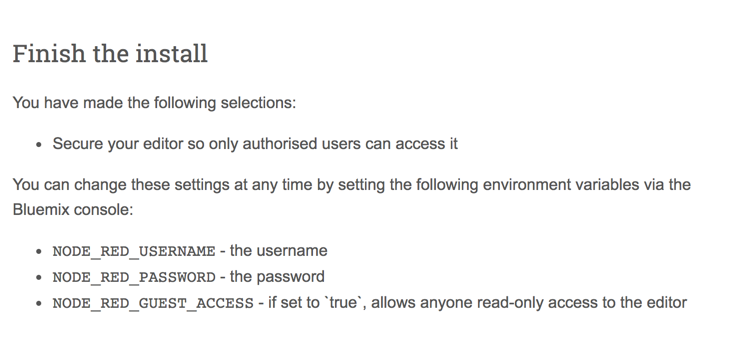 Finish the install
You have made the following selections:
• Secure your editor so only authorised users can access it
You can change these settings at any time by setting the following environment variables via the
Bluemix console:
• NODE_RED_USERNAME - the username
• NODE_RED_PASSWORD - the password
• NODE_RED_GUEST_ACCESS - if set to `true`, allows anyone read-only access to the editor